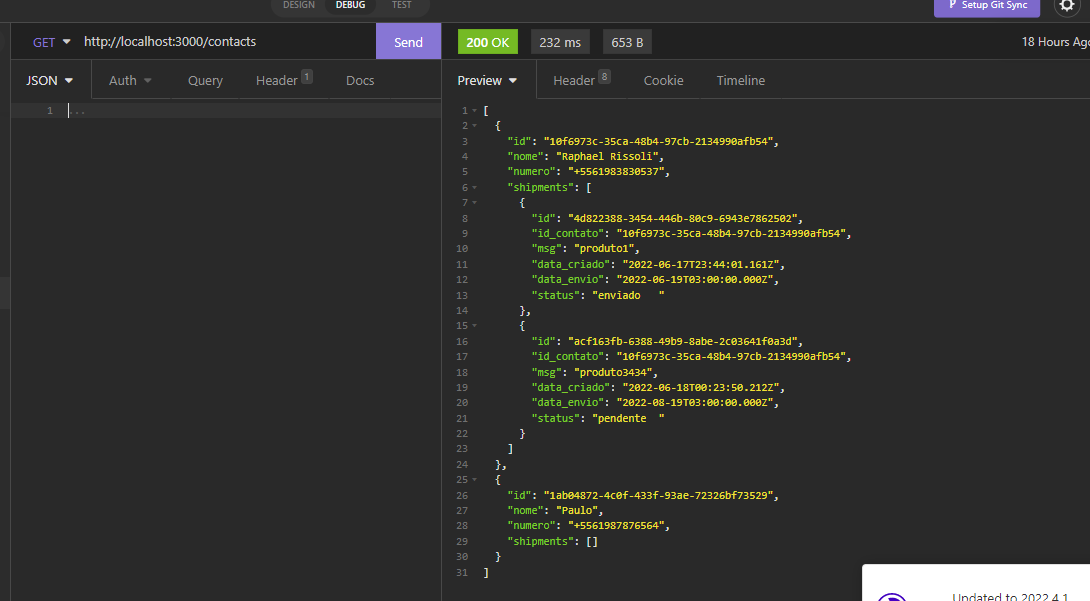 DESIGN DEBUG TEST
Setup Git Sync
GET http://localhost:3000/contacts Send 200 OK 232 ms 653 B 18 Hours Ago
JSON Auth Query Header 1 Docs Preview Header 8 Cookie Timeline
1 ...
1 [
2 {
3 "id": "10f6973c-35ca-48b4-97cb-2134990afb54",
4 "nome": "Raphael Rissoli",
5 "numero": "+5561983830537",
6 "shipments": [
7 {
8 "id": "4d822388-3454-446b-80c9-6943e7862502",
9 "id_contato": "10f6973c-35ca-48b4-97cb-2134990afb54",
10 "msg": "produto1",
11 "data_criado": "2022-06-17T23:44:01.161Z",
12 "data_envio": "2022-06-19T03:00:00.000Z",
13 "status": "enviado   "
14 },
15 {
16 "id": "acf163fb-6388-49b9-8abe-2c03641f0a3d",
17 "id_contato": "10f6973c-35ca-48b4-97cb-2134990afb54",
18 "msg": "produto3434",
19 "data_criado": "2022-06-18T00:23:50.212Z",
20 "data_envio": "2022-08-19T03:00:00.000Z",
21 "status": "pendente  "
22 }
23 ]
24 },
25 {
26 "id": "1ab04872-4c0f-433f-93ae-72326bf73529",
27 "nome": "Paulo",
28 "numero": "+5561987876564",
29 "shipments": []
30 }
31 ]
Updated to 2022.4.1